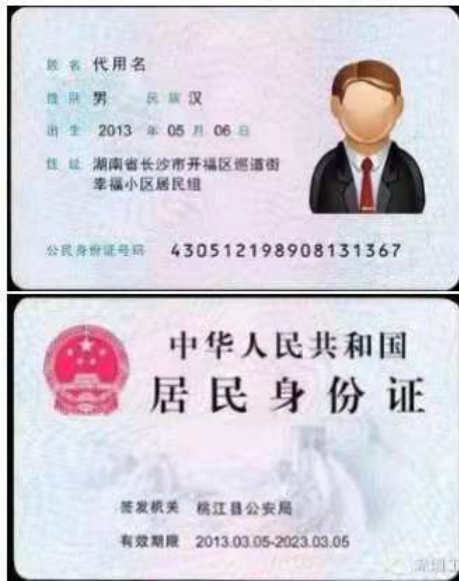 姓名 代用名
性别 男 民族 汉
出生 2013 年 05 月 06 日
住址 湖南省长沙市开福区巡道街
幸福小区居民组
公民身份证号码 430512198908131367
中华人民共和国
居民身份证
签发机关 桃江县公安局
有效期限 2013.03.05-2023.03.05